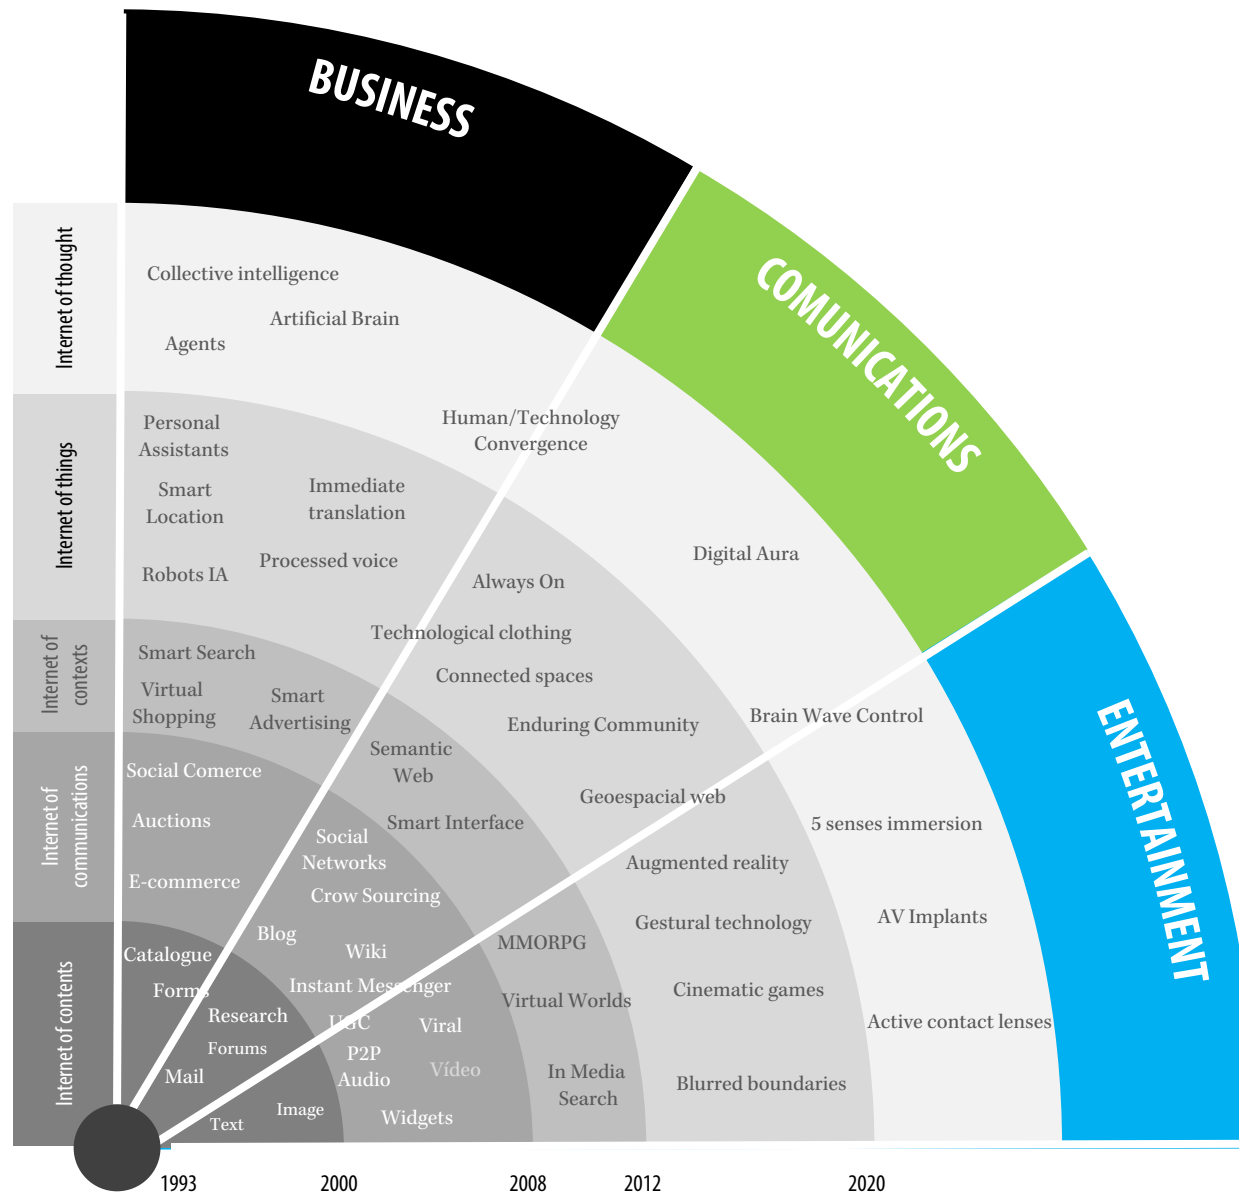 BUSINESS
COMUNICATIONS
ENTERTAINMENT
Internet of thought
Collective intelligence
Artificial Brain
Agents
Human/Technology
Convergence
Digital Aura
Brain Wave Control
5 senses immersion
AV Implants
Active contact lenses
Internet of things
Personal
Assistants
Smart
Location
Immediate
translation
Robots IA
Processed voice
Always On
Technological clothing
Connected spaces
Enduring Community
Geoespacial web
Augmented reality
Gestural technology
Cinematic games
Blurred boundaries
Internet of
contexts
Smart Search
Virtual
Shopping
Smart
Advertising
Semantic
Web
Smart Interface
MMORPG
Virtual Worlds
In Media
Search
Internet of
communications
Social Comerce
Auctions
E-commerce
Social
Networks
Crow Sourcing
Blog
Wiki
Instant Messenger
UGC
Viral
P2P
Audio
Vídeo
Widgets
Internet of contents
Catalogue
Forms
Research
Forums
Mail
Image
Text
1993
2000
2008
2012
2020